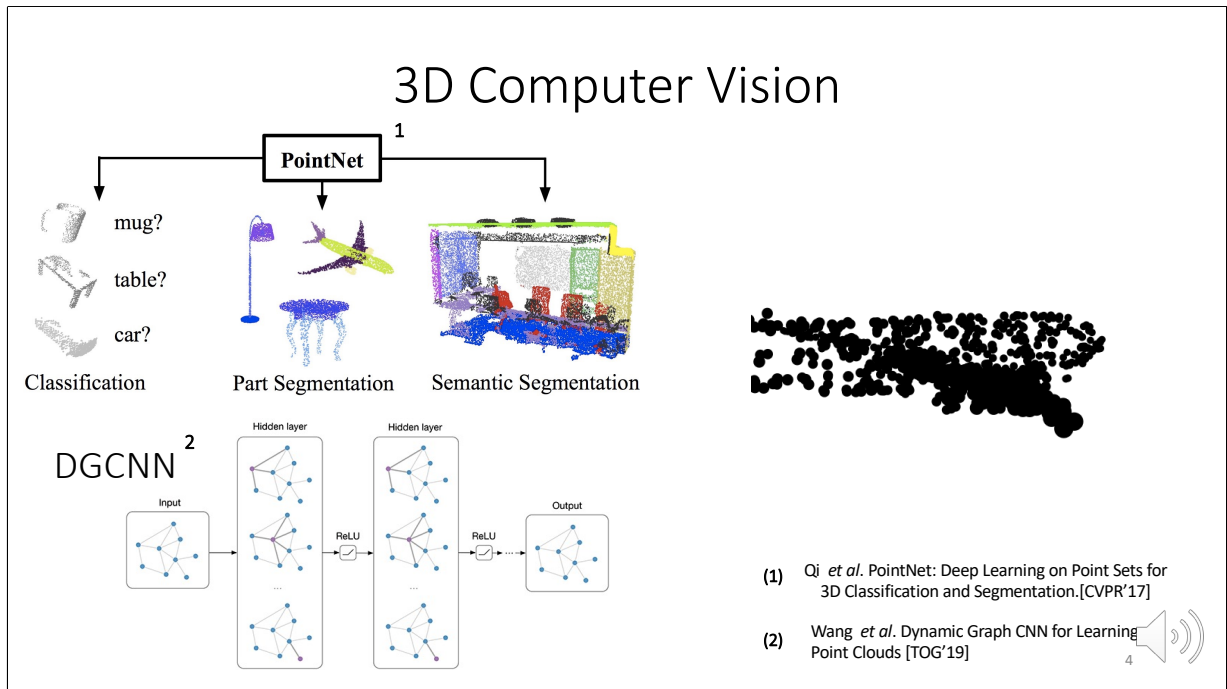 3D Computer Vision
1
PointNet
mug?
table?
car?
Classification
Part Segmentation
Semantic Segmentation
DGCNN
2
Hidden layer
Hidden layer
Input
Output
ReLU
ReLU
...
...
...
(1) Qi et al. PointNet: Deep Learning on Point Sets for
3D Classification and Segmentation.[CVPR'17]
(2) Wang et al. Dynamic Graph CNN for Learning
Point Clouds [TOG'19]
4